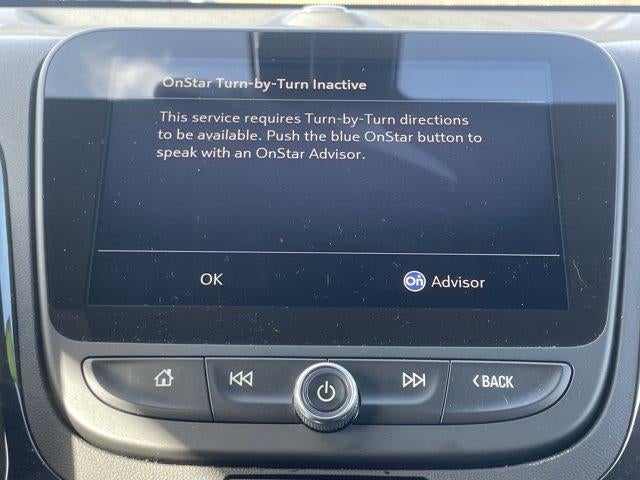 OnStar Turn-by-Turn Inactive
This service requires Turn-by-Turn directions
to be available. Push the blue OnStar button to
speak with an OnStar Advisor.
OK
On Advisor
BACK